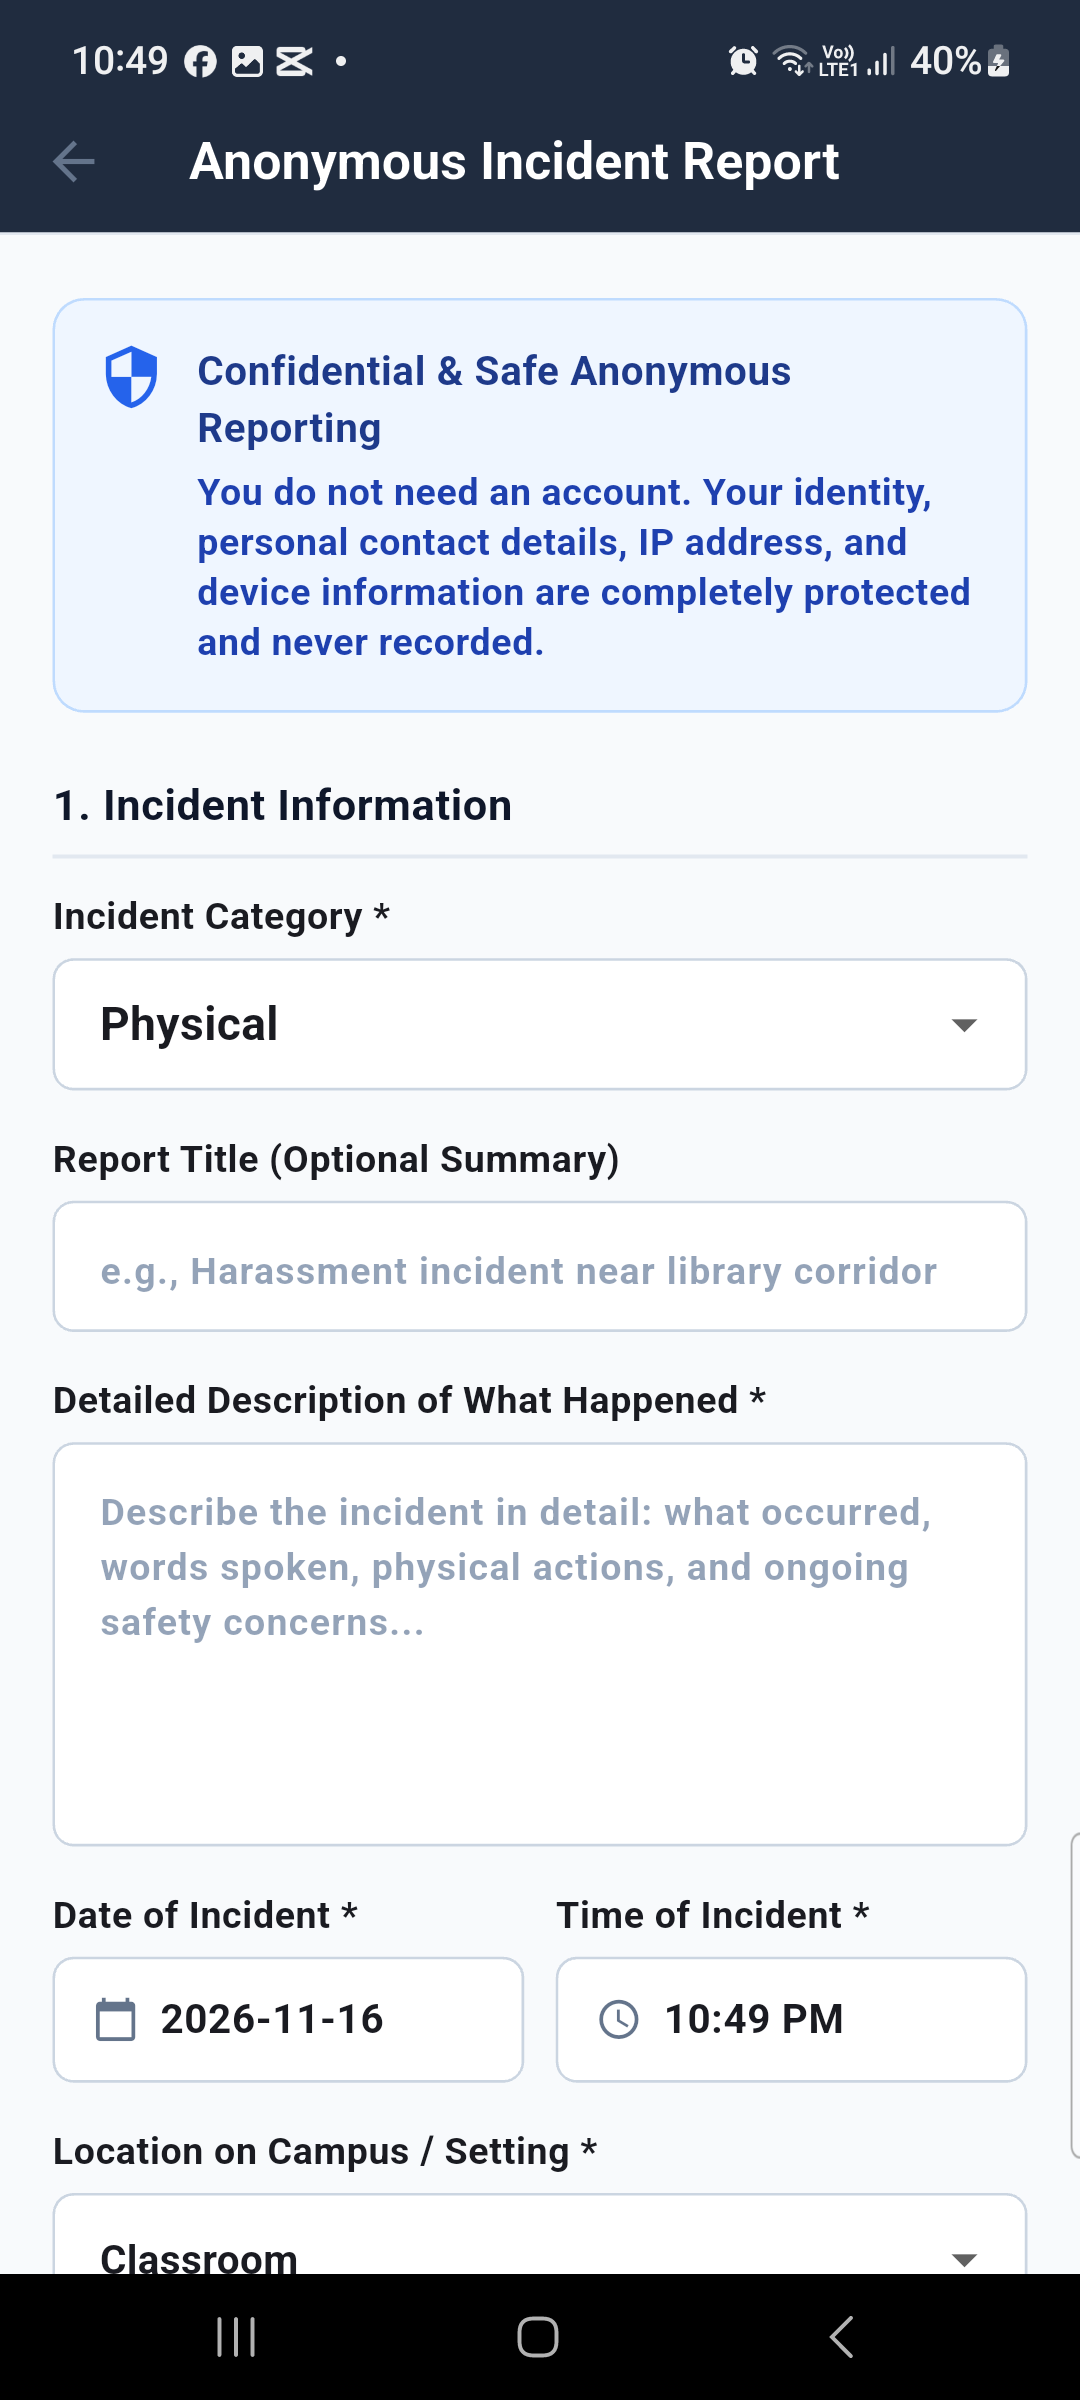 10:49
Vo))
LTE1
40%
Anonymous Incident Report
Confidential & Safe Anonymous
Reporting
You do not need an account. Your identity,
personal contact details, IP address, and
device information are completely protected
and never recorded.
1. Incident Information
Incident Category *
Physical
Report Title (Optional Summary)
e.g., Harassment incident near library corridor
Detailed Description of What Happened *
Describe the incident in detail: what occurred,
words spoken, physical actions, and ongoing
safety concerns...
Date of Incident * Time of Incident *
2026-11-16 10:49 PM
Location on Campus / Setting *
Classroom